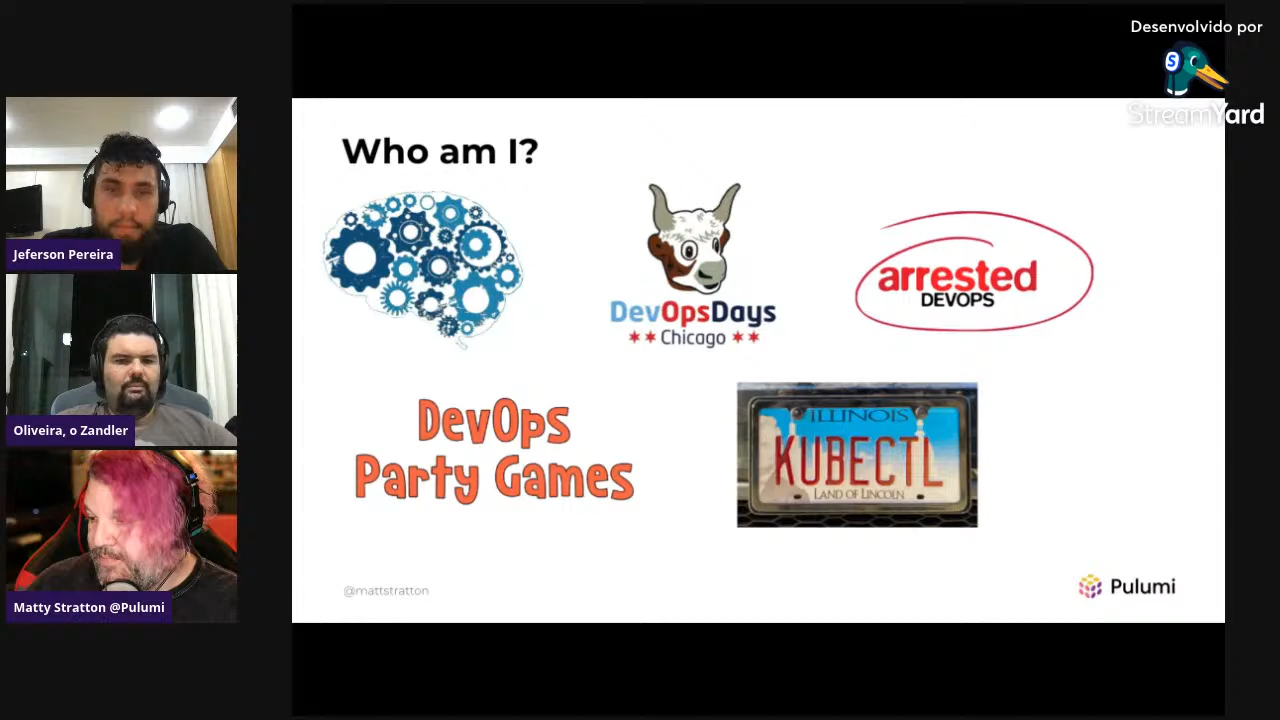 Desenvolvido por
S
StreamYard
Jeferson Pereira
Oliveira, o Zandler
Matty Stratton @Pulumi
Who am I?
DevOpsDays
Chicago
arrested
DEVOPS
DevOps
Party Games
ILLINOIS
KUBECTL
LAND OF LINCOLN
@mattstratton
Pulumi